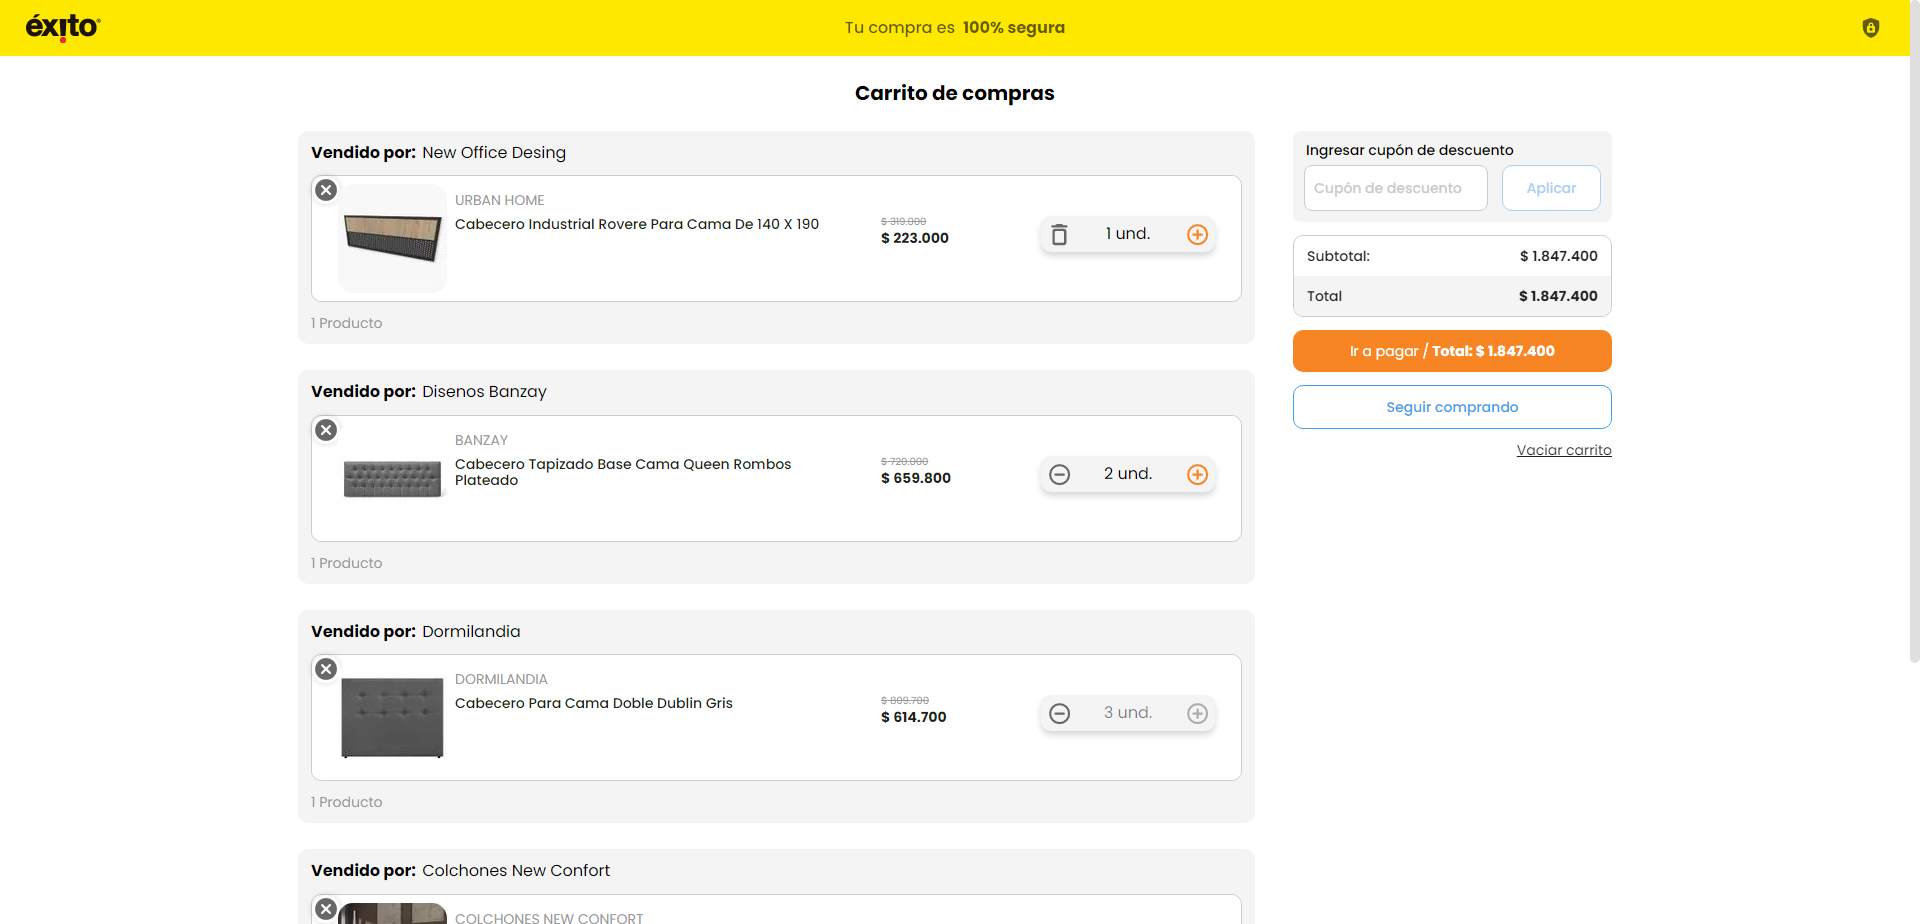 éxito
Tu compra es 100% segura
Carrito de compras
Vendido por: New Office Desing
URBAN HOME
Cabecero Industrial Rovere Para Cama De 140 X 190
$ 319.000
$ 223.000
1 und.
1 Producto
Vendido por: Disenos Banzay
BANZAY
Cabecero Tapizado Base Cama Queen Rombos
Plateado
$ 720.000
$ 659.800
2 und.
1 Producto
Vendido por: Dormilandia
DORMILANDIA
Cabecero Para Cama Doble Dublin Gris
$ 809.700
$ 614.700
3 und.
1 Producto
Vendido por: Colchones New Confort
COLCHONES NEW CONFORT
Ingresar cupón de descuento
Cupón de descuento
Aplicar
Subtotal: $ 1.847.400
Total $ 1.847.400
Ir a pagar / Total: $ 1.847.400
Seguir comprando
Vaciar carrito